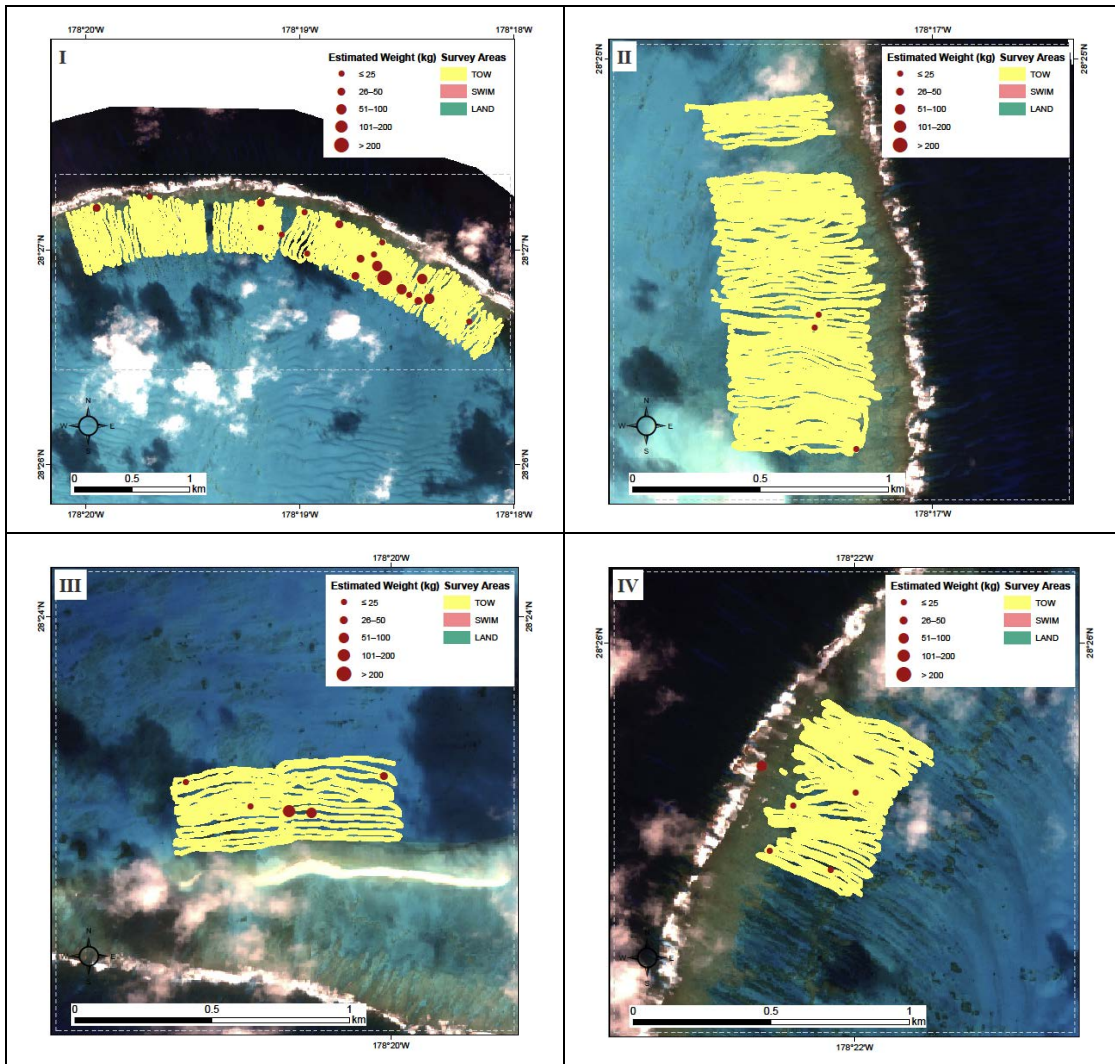 178°20'W 178°19'W 178°18'W
I
Estimated Weight (kg) Survey Areas
≤ 25 TOW
26–50 SWIM
51–100 LAND
101–200
> 200
28°27'N 28°27'N
N
W E
S
28°26'N 28°26'N
0 0.5 1
km
178°20'W 178°19'W 178°18'W
178°17'W
II
28°25'N 28°25'N
Estimated Weight (kg) Survey Areas
≤ 25 TOW
26–50 SWIM
51–100 LAND
101–200
> 200
N
W E
S
0 0.5 1
km
178°17'W
178°20'W
III
Estimated Weight (kg) Survey Areas
28°24'N 28°24'N
≤ 25 TOW
26–50 SWIM
51–100 LAND
101–200
> 200
N
W E
S
0 0.5 1
km
178°20'W
178°22'W
IV
Estimated Weight (kg) Survey Areas
≤ 25 TOW
26–50 SWIM
28°26'N 28°26'N
51–100 LAND
101–200
> 200
N
W E
S
0 0.5 1
km
178°22'W